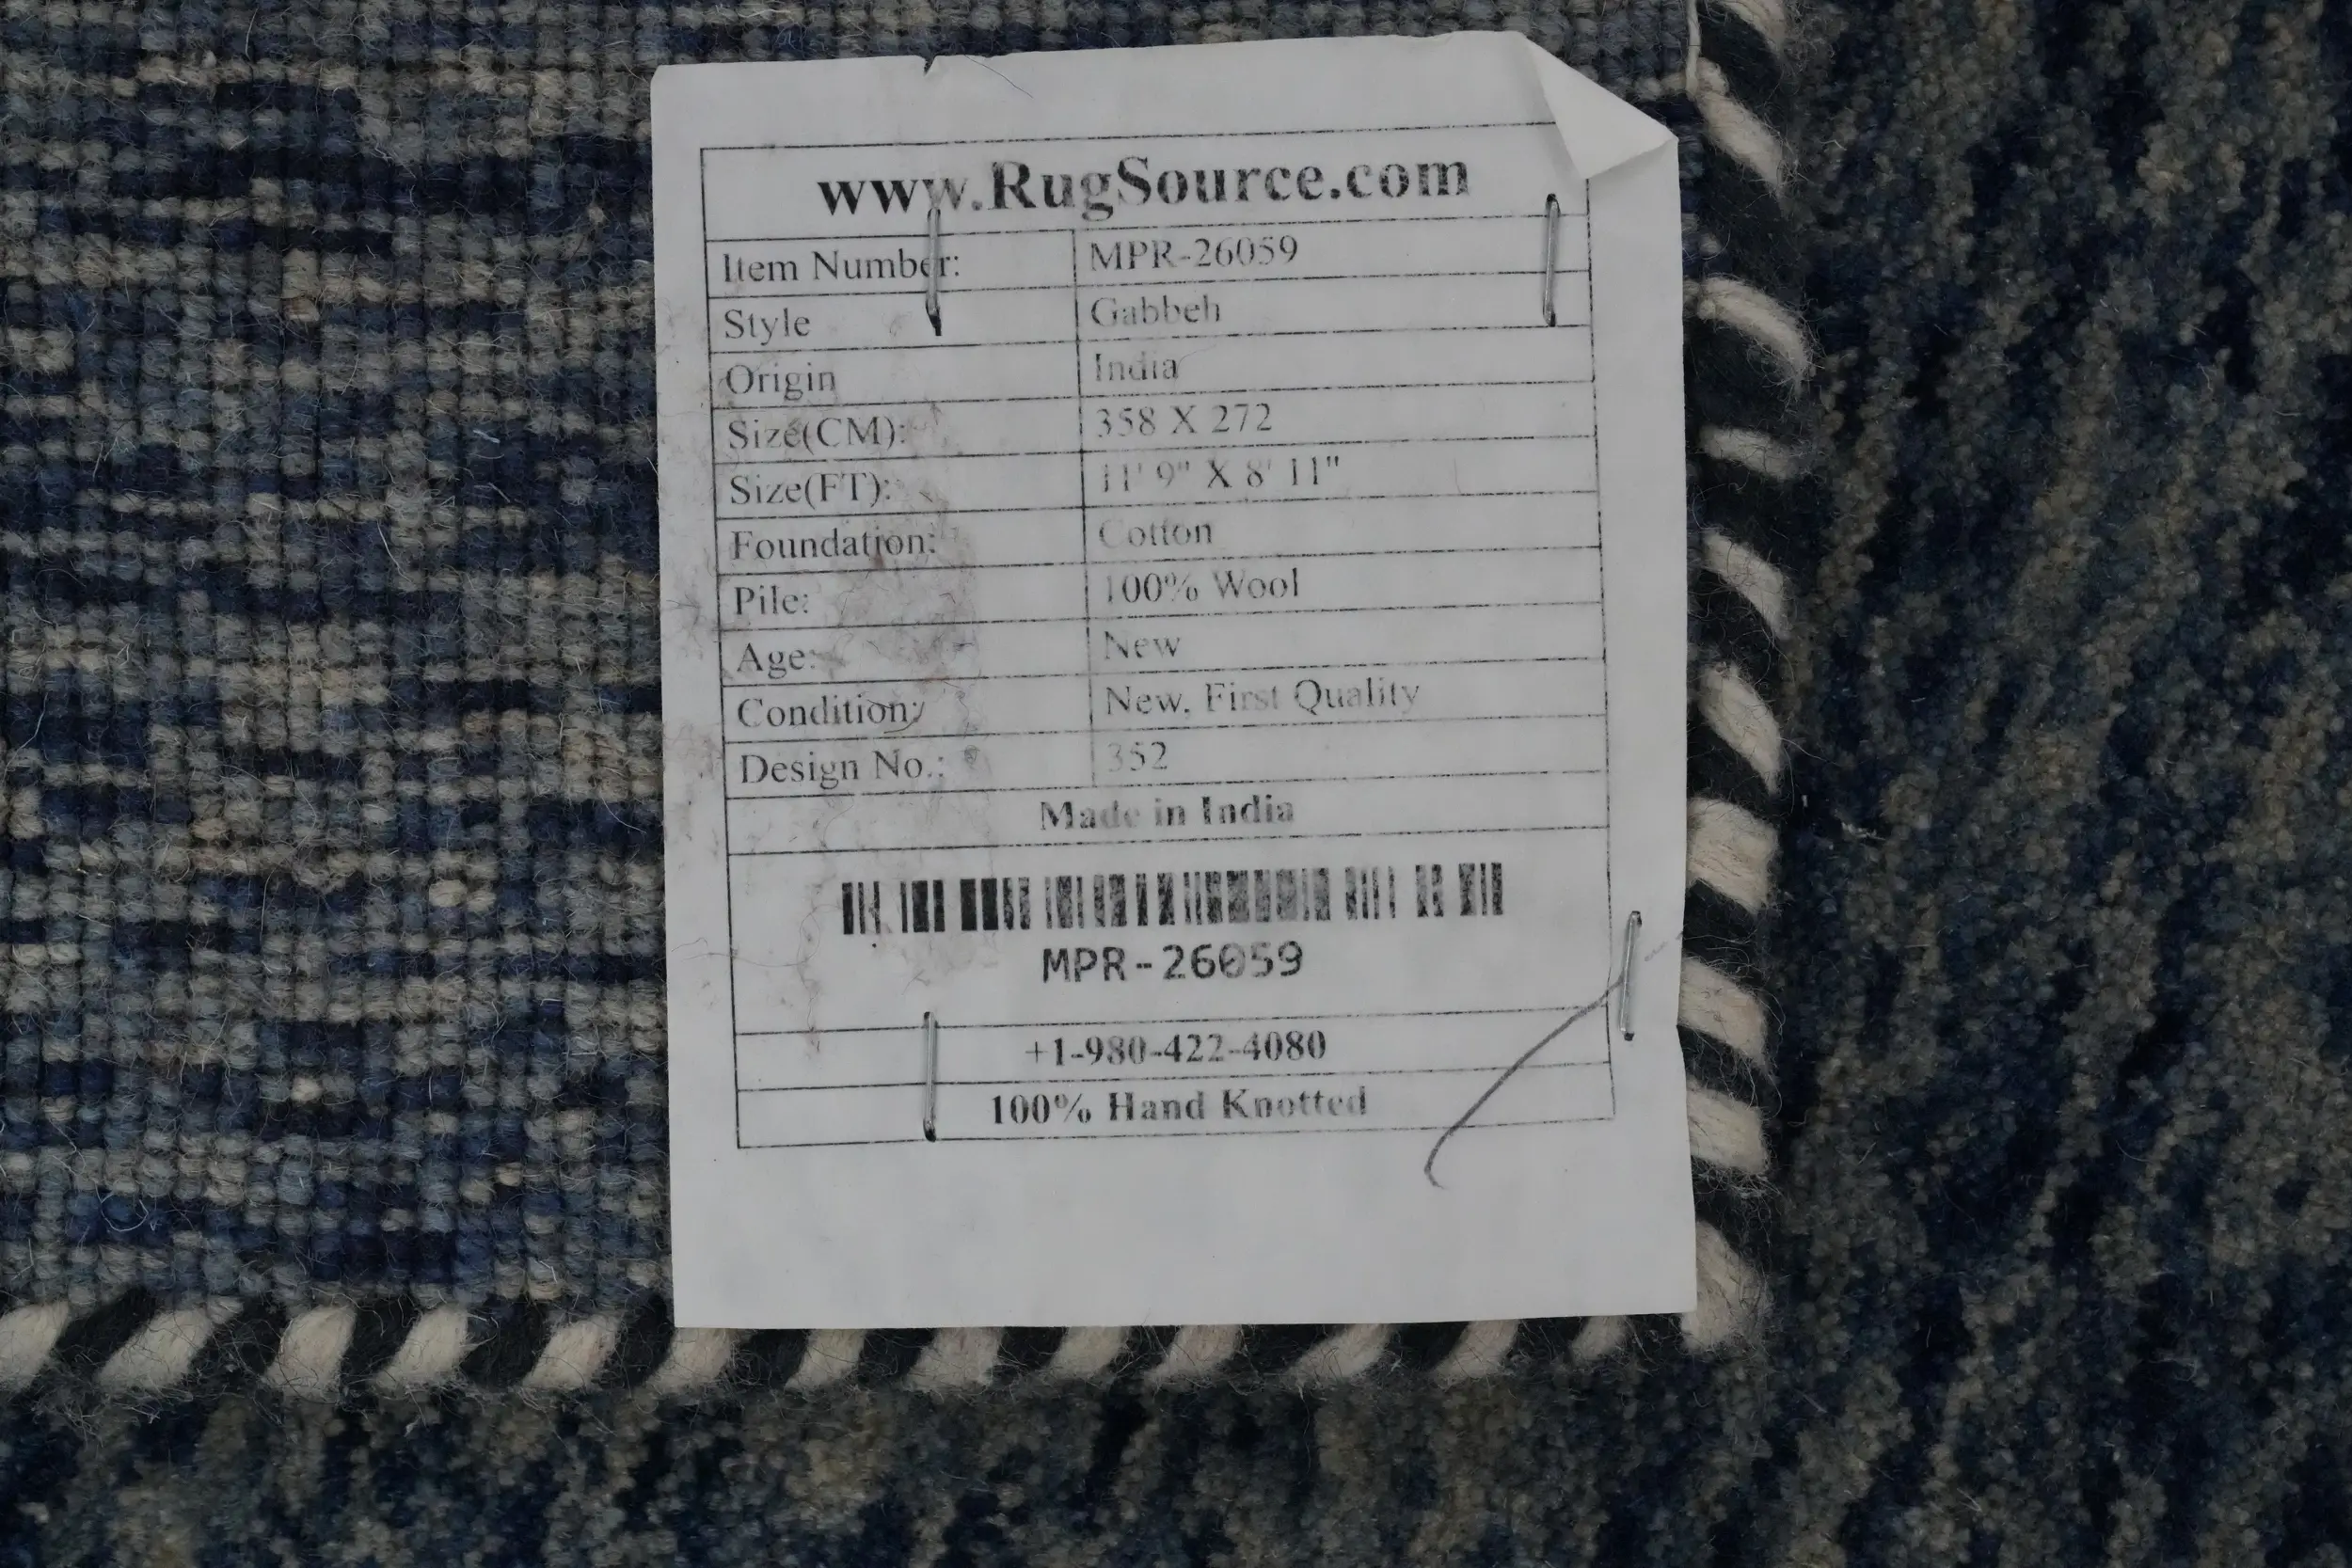 www.RugSource.com
Item Number: MPR-26059
Style Gabbeh
Origin India
Size(CM): 358 X 272
Size(FT): 11' 9" X 8' 11"
Foundation: Cotton
Pile: 100% Wool
Age: New
Condition: New, First Quality
Design No.: 352
Made in India
MPR-26059
+1-980-422-4080
100% Hand Knotted